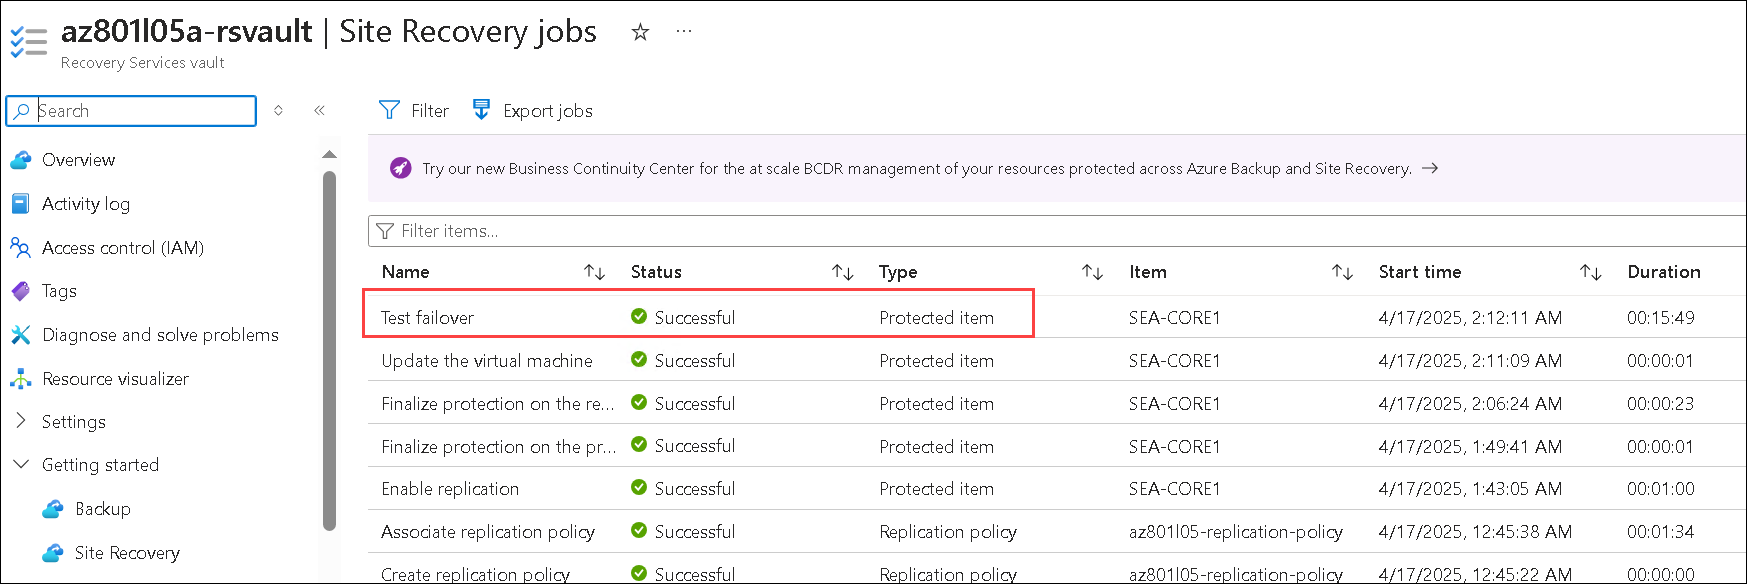 az801l05a-rsvault | Site Recovery jobs
Recovery Services vault
Search
Filter
Export jobs
Overview
Activity log
Access control (IAM)
Tags
Diagnose and solve problems
Resource visualizer
Settings
Getting started
Backup
Site Recovery
Try our new Business Continuity Center for the at scale BCDR management of your resources protected across Azure Backup and Site Recovery. →
Filter items...
Name Status Type Item Start time Duration
Test failover Successful Protected item SEA-CORE1 4/17/2025, 2:12:11 AM 00:15:49
Update the virtual machine Successful Protected item SEA-CORE1 4/17/2025, 2:11:09 AM 00:00:01
Finalize protection on the re... Successful Protected item SEA-CORE1 4/17/2025, 2:06:24 AM 00:00:23
Finalize protection on the pr... Successful Protected item SEA-CORE1 4/17/2025, 1:49:41 AM 00:00:01
Enable replication Successful Protected item SEA-CORE1 4/17/2025, 1:43:05 AM 00:01:00
Associate replication policy Successful Replication policy az801l05-replication-policy 4/17/2025, 12:45:38 AM 00:01:34
Create replication policy Successful Replication policy az801l05-replication-policy 4/17/2025, 12:45:22 AM 00:00:00